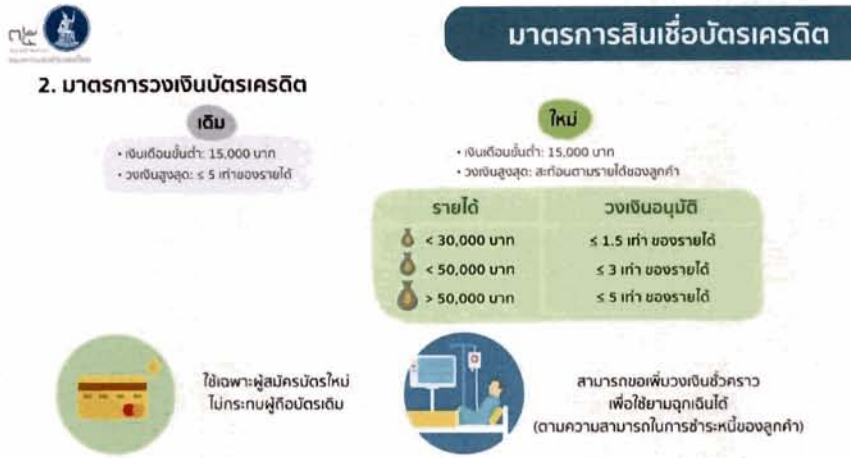 มาตรการสินเชื่อบัตรเครดิต
2. มาตรการวงเงินบัตรเครดิต
เดิม
• เงินเดือนขั้นต่ำ: 15,000 บาท
• วงเงินสูงสุด: ≤ 5 เท่าของรายได้
ใหม่
• เงินเดือนขั้นต่ำ: 15,000 บาท
• วงเงินสูงสุด: สะท้อนตามรายได้ของลูกค้า
รายได้ วงเงินอนุมัติ
< 30,000 บาท ≤ 1.5 เท่า ของรายได้
< 50,000 บาท ≤ 3 เท่า ของรายได้
> 50,000 บาท ≤ 5 เท่า ของรายได้
ใช้เฉพาะผู้สมัครบัตรใหม่
ไม่กระทบผู้ถือบัตรเดิม
สามารถขอเพิ่มวงเงินชั่วคราว
เพื่อใช้ยามฉุกเฉินได้
(ตามความสามารถในการชำระหนี้ของลูกค้า)